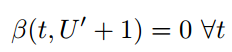 β(t, U′ + 1) = 0 ∀t